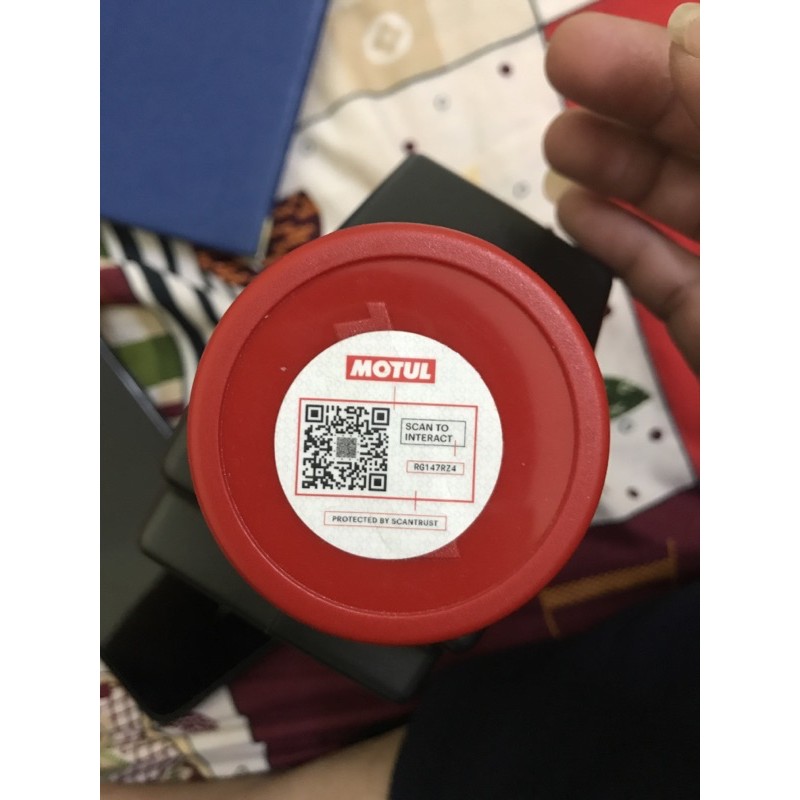 MOTUL
SCAN TO
INTERACT
RG147RZ4
PROTECTED BY SCANTRUST